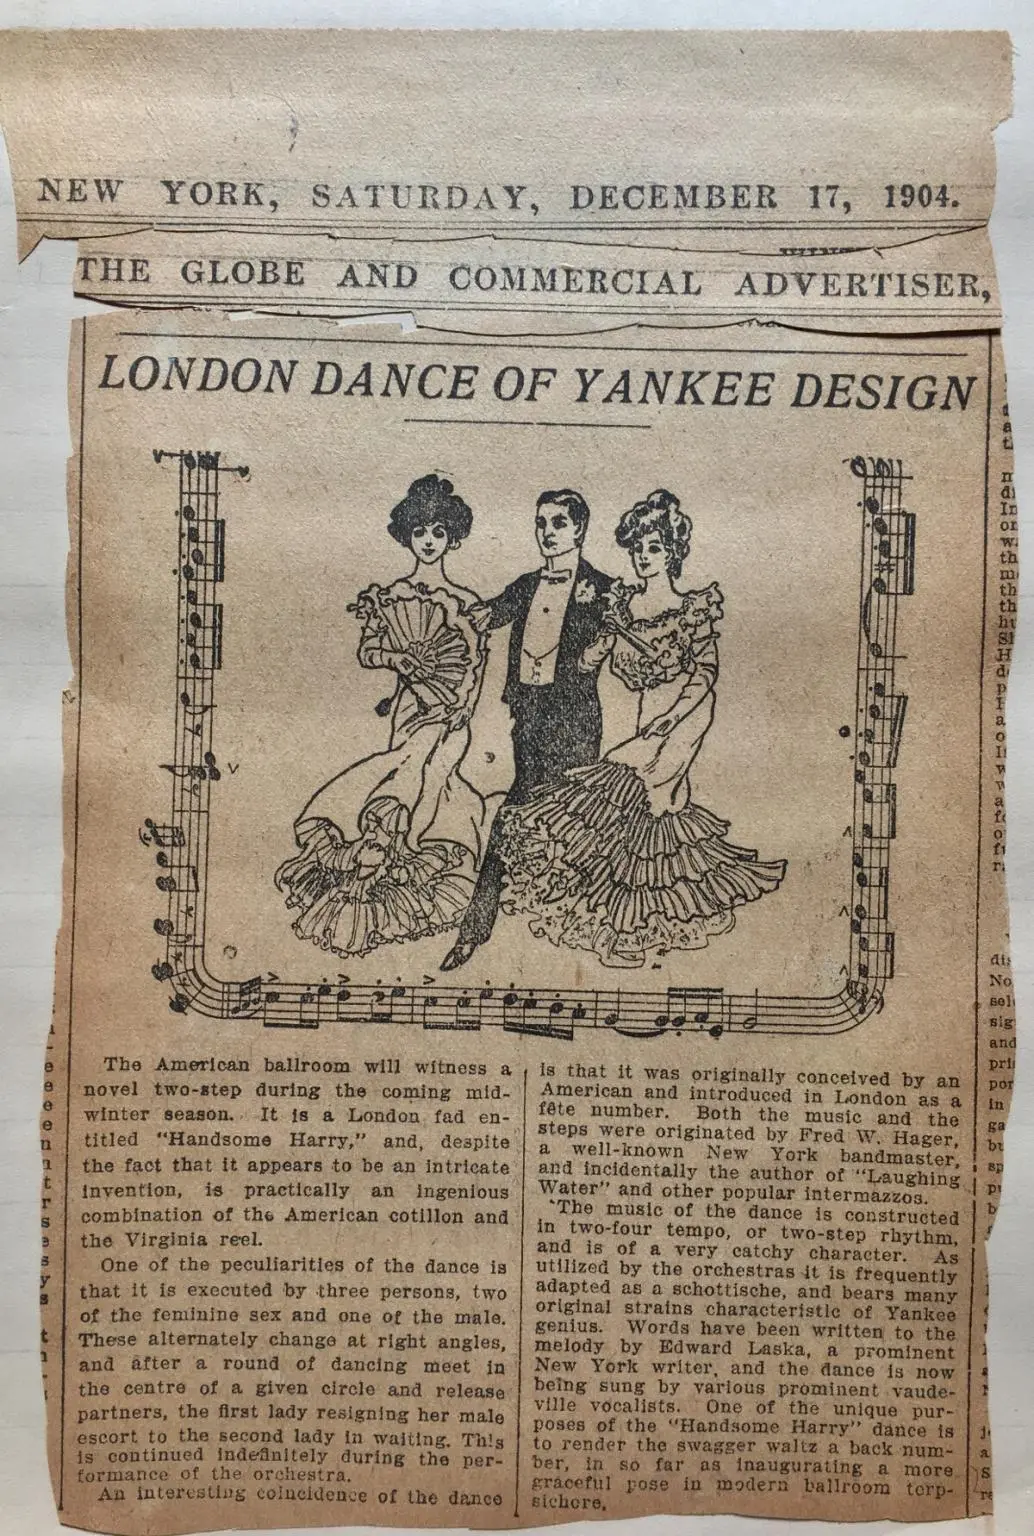 NEW YORK, SATURDAY, DECEMBER 17, 1904.
THE GLOBE AND COMMERCIAL ADVERTISER,
LONDON DANCE OF YANKEE DESIGN
The American ballroom will witness a
novel two-step during the coming mid-
winter season. It is a London fad en-
titled "Handsome Harry," and, despite
the fact that it appears to be an intricate
invention, is practically an ingenious
combination of the American cotillon and
the Virginia reel.
One of the peculiarities of the dance is
that it is executed by three persons, two
of the feminine sex and one of the male.
These alternately change at right angles,
and after a round of dancing meet in
the centre of a given circle and release
partners, the first lady resigning her male
escort to the second lady in waiting. This
is continued indefinitely during the per-
formance of the orchestra.
An interesting coincidence of the dance
is that it was originally conceived by an
American and introduced in London as a
fête number. Both the music and the
steps were originated by Fred W. Hager,
a well-known New York bandmaster,
and incidentally the author of "Laughing
Water" and other popular intermazzos.
The music of the dance is constructed
in two-four tempo, or two-step rhythm,
and is of a very catchy character. As
utilized by the orchestras it is frequently
adapted as a schottische, and bears many
original strains characteristic of Yankee
genius. Words have been written to the
melody by Edward Laska, a prominent
New York writer, and the dance is now
being sung by various prominent vaude-
ville vocalists. One of the unique pur-
poses of the "Handsome Harry" dance is
to render the swagger waltz a back num-
ber, in so far as inaugurating a more
graceful pose in modern ballroom terp-
sichore.